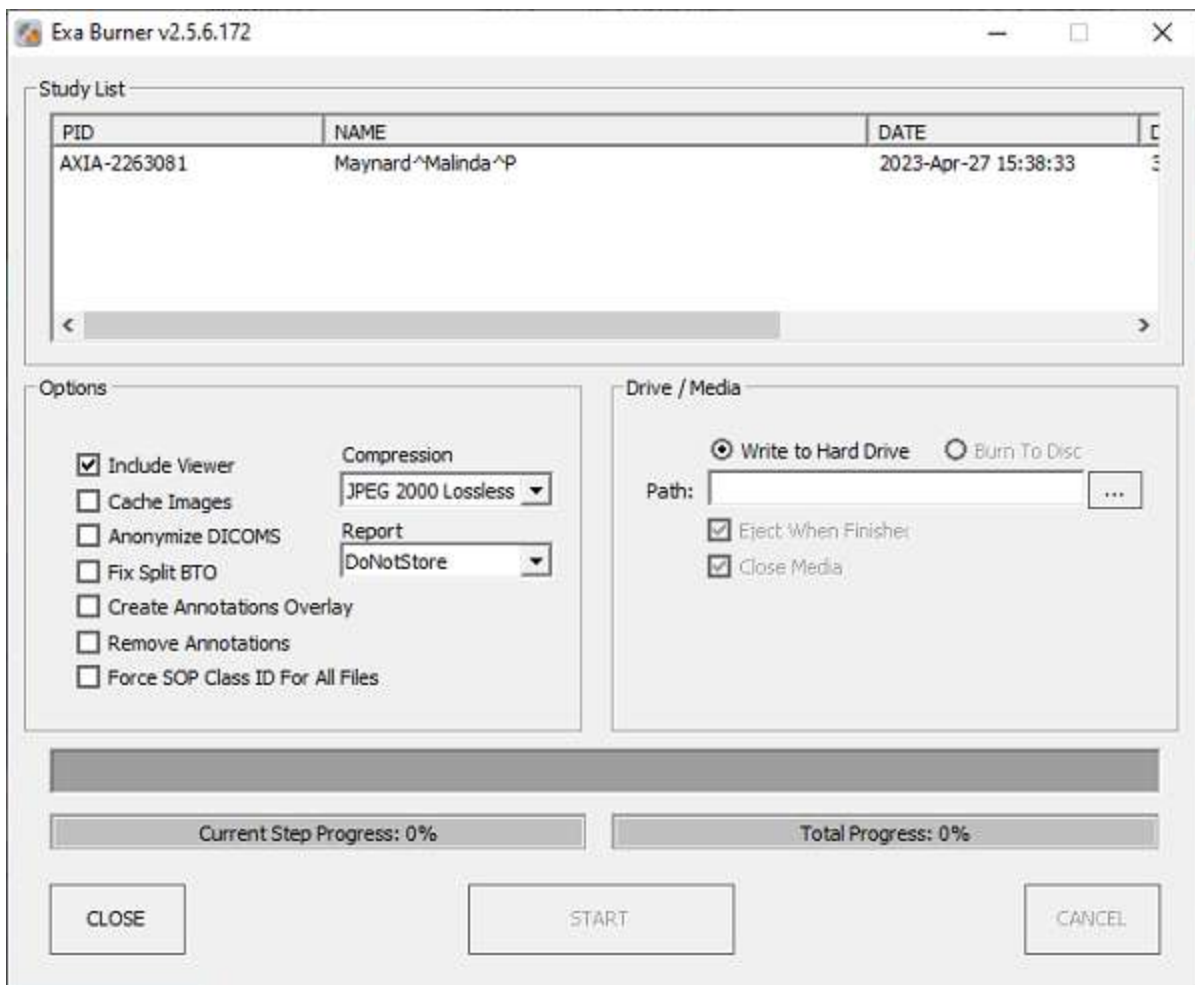 Exa Burner v2.5.6.172
Study List
PID NAME DATE
AXIA-2263081 Maynard^Malinda^P 2023-Apr-27 15:38:33
Options
Drive / Media
Include Viewer
Cache Images
Anonymize DICOMS
Fix Split BTO
Create Annotations Overlay
Remove Annotations
Force SOP Class ID For All Files
Compression
JPEG 2000 Lossless
Report
DoNotStore
Write to Hard Drive Burn To Disc
Path: ...
Eject When Finishec
Close Media
Current Step Progress: 0% Total Progress: 0%
CLOSE START CANCEL